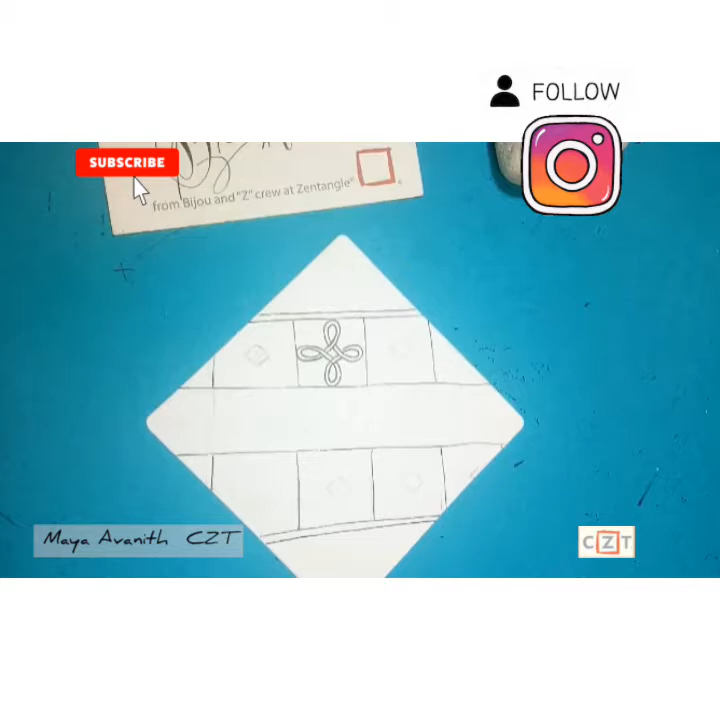 FOLLOW
SUBSCRIBE
from Bijou and "Z" crew at Zentangle®
Maya Avanith CZT
CZT